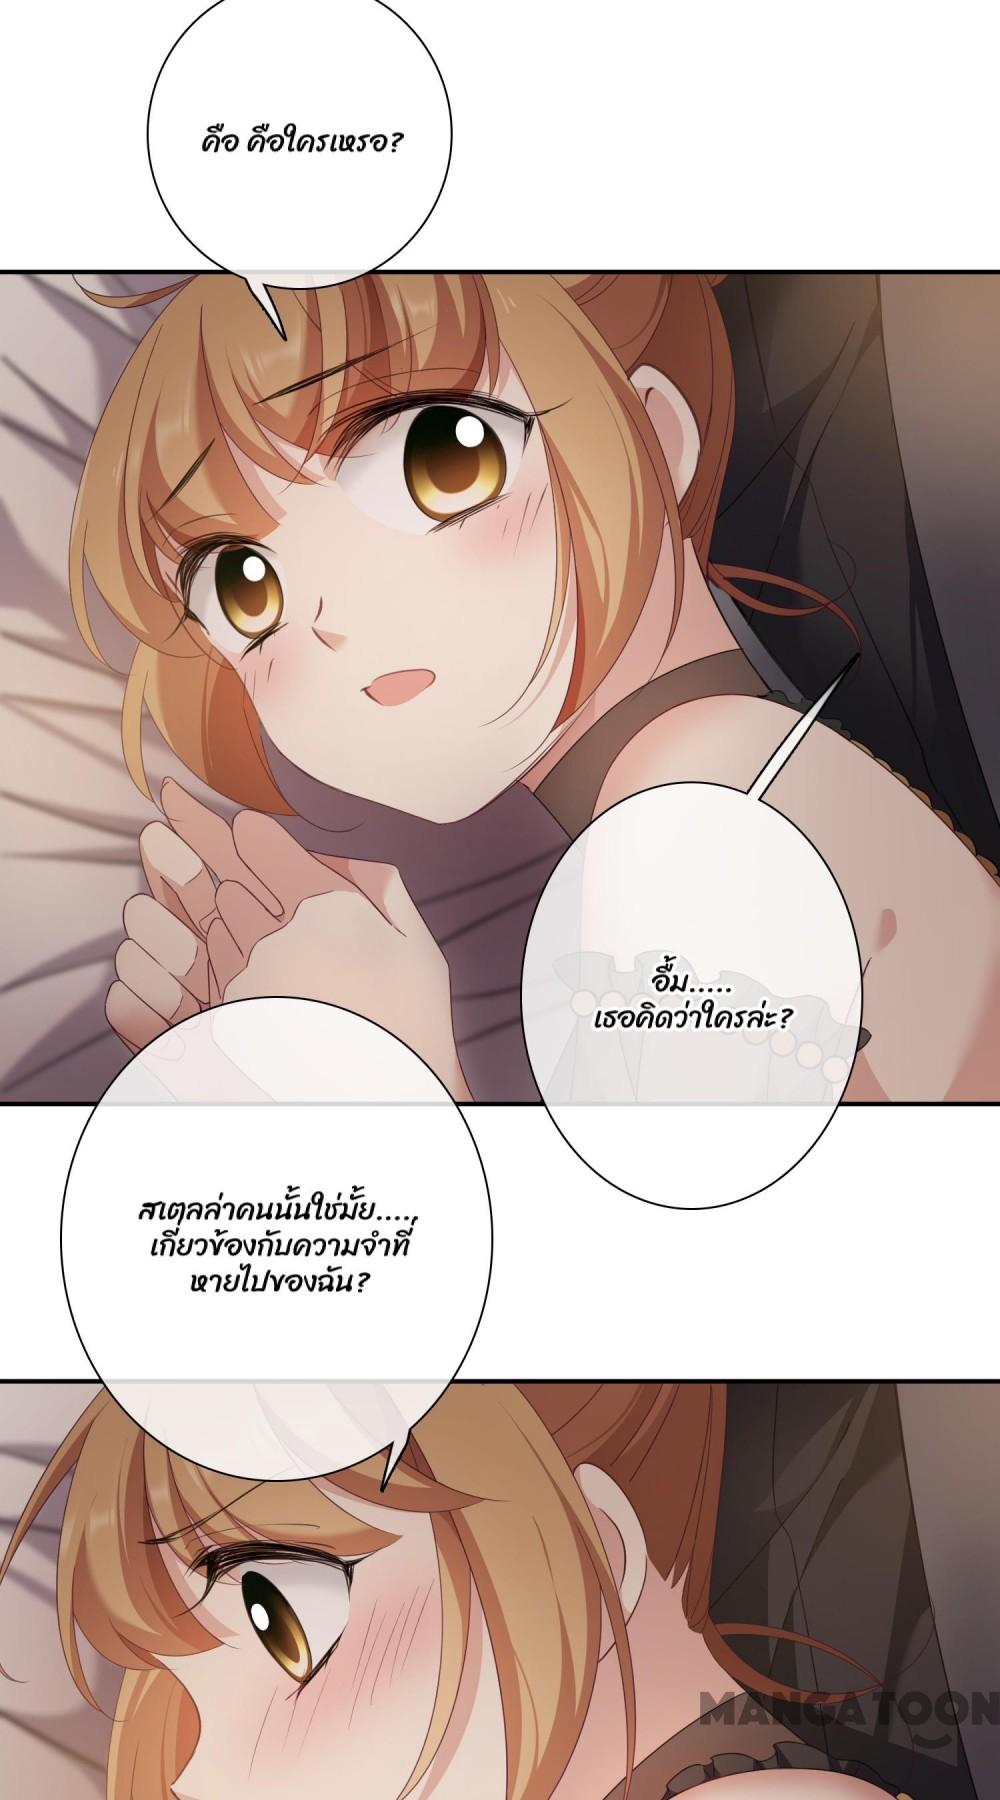 คือ คือใครเหรอ?
อื้ม.....
เธอคิดว่าใครล่ะ?
สเตลล่าคนนั้นใช่มั้ย.....
เกี่ยวข้องกับความจำที่
หายไปของฉัน?
MANGATOON